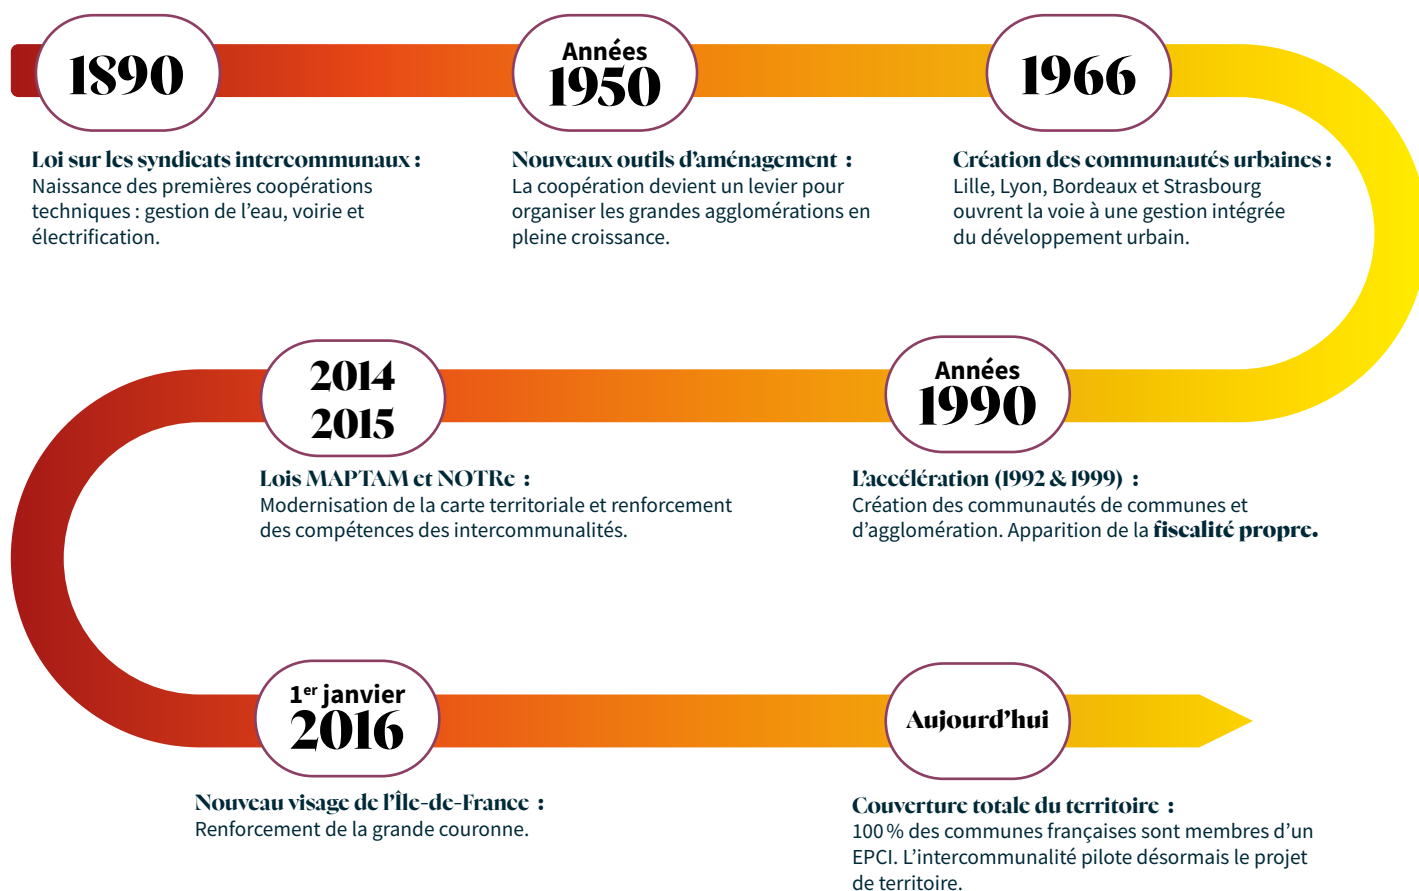 1890
Loi sur les syndicats intercommunaux :
Naissance des premières coopérations
techniques : gestion de l’eau, voirie et
électrification.
Années
1950
Nouveaux outils d’aménagement :
La coopération devient un levier pour
organiser les grandes agglomérations en
pleine croissance.
1966
Création des communautés urbaines :
Lille, Lyon, Bordeaux et Strasbourg
ouvrent la voie à une gestion intégrée
du développement urbain.
Années
1990
L’accélération (1992 & 1999) :
Création des communautés de communes et
d’agglomération. Apparition de la fiscalité propre.
2014
2015
Lois MAPTAM et NOTRe :
Modernisation de la carte territoriale et renforcement
des compétences des intercommunalités.
1er janvier
2016
Nouveau visage de l’Île-de-France :
Renforcement de la grande couronne.
Aujourd’hui
Couverture totale du territoire :
100 % des communes françaises sont membres d’un
EPCI. L’intercommunalité pilote désormais le projet
de territoire.